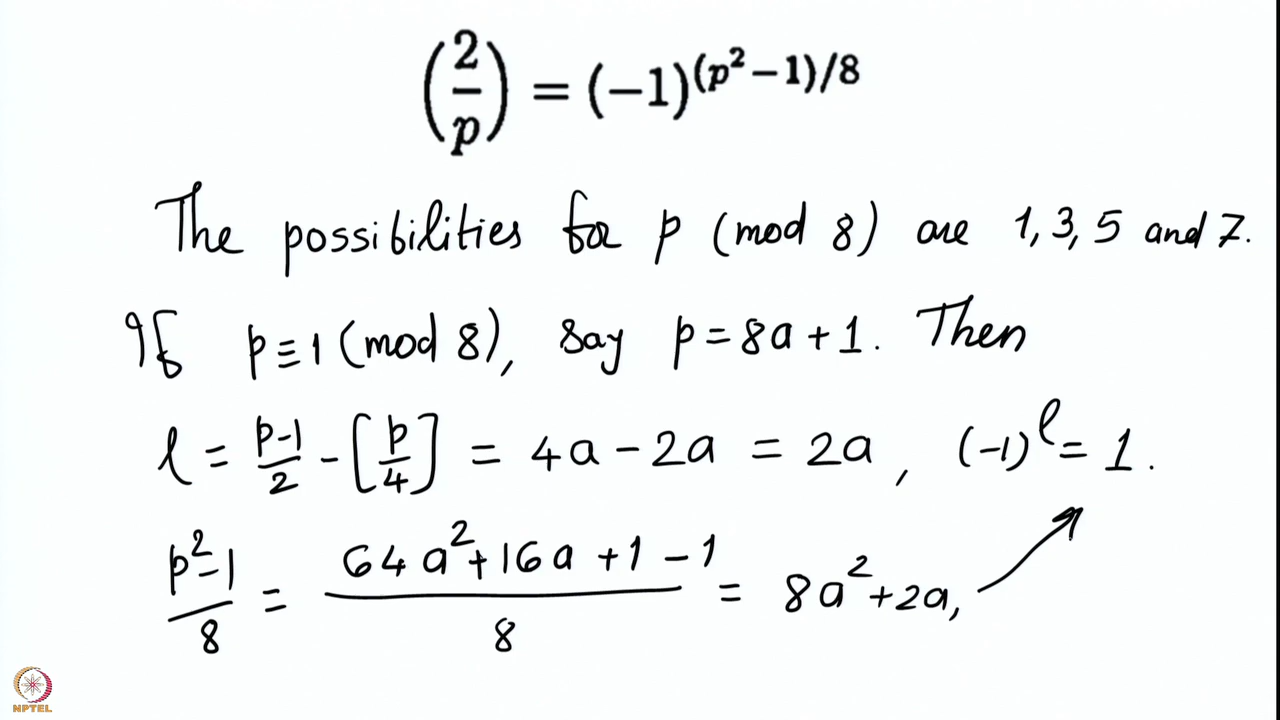 (2/p) = (-1)^{(p²-1)/8}
The possibilities for p (mod 8) are 1, 3, 5 and 7.
If p ≡ 1 (mod 8), say p = 8a + 1. Then
l = (p-1)/2 - [p/4] = 4a - 2a = 2a, (-1)^l = 1.
(p²-1)/8 = (64a²+16a+1-1)/8 = 8a²+2a,
NPTEL